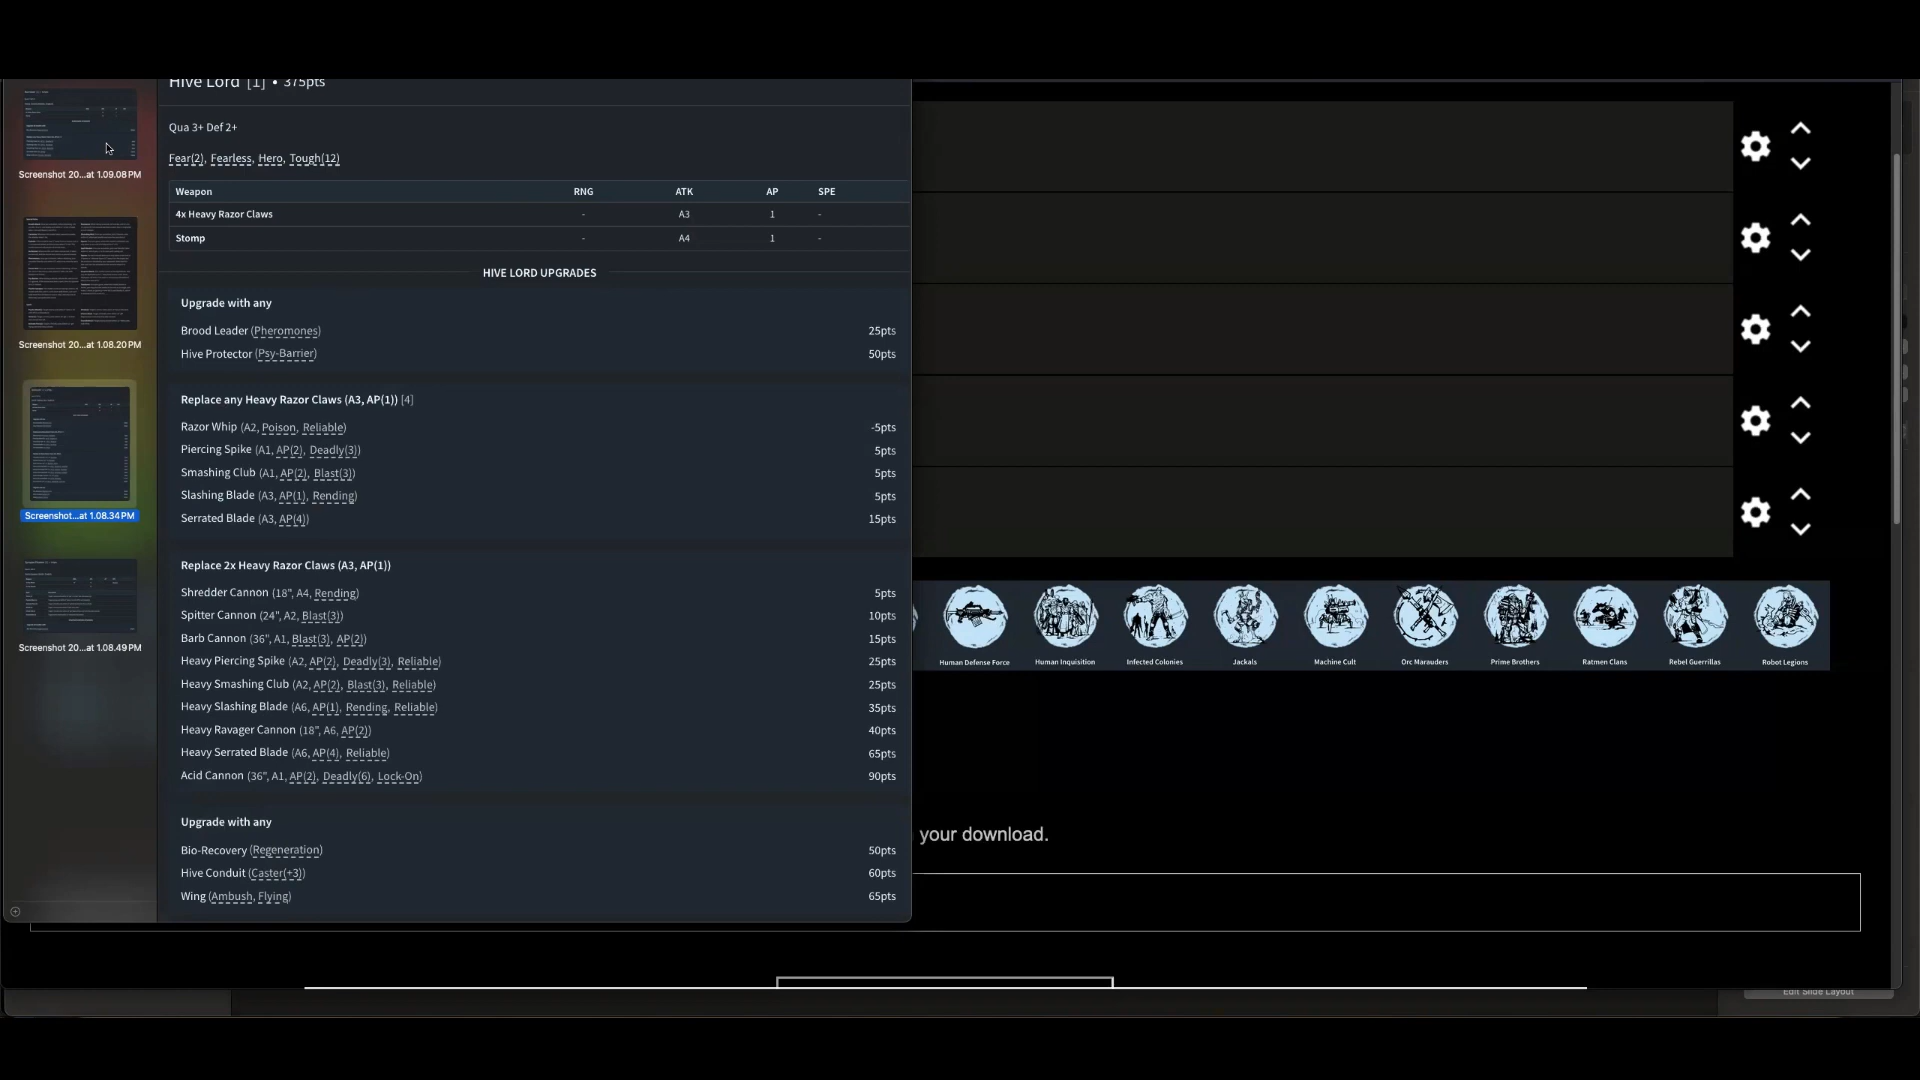 Hive Lord [1] • 375pts
Qua 3+ Def 2+
Fear(2), Fearless, Hero, Tough(12)
Weapon RNG ATK AP SPE
4x Heavy Razor Claws - A3 1 -
Stomp - A4 1 -
HIVE LORD UPGRADES
Upgrade with any
Brood Leader (Pheromones) 25pts
Hive Protector (Psy-Barrier) 50pts
Replace any Heavy Razor Claws (A3, AP(1)) [4]
Razor Whip (A2, Poison, Reliable) -5pts
Piercing Spike (A1, AP(2), Deadly(3)) 5pts
Smashing Club (A1, AP(2), Blast(3)) 5pts
Slashing Blade (A3, AP(1), Rending) 5pts
Serrated Blade (A3, AP(4)) 15pts
Replace 2x Heavy Razor Claws (A3, AP(1))
Shredder Cannon (18", A4, Rending) 5pts
Spitter Cannon (24", A2, Blast(3)) 10pts
Barb Cannon (36", A1, Blast(3), AP(2)) 15pts
Heavy Piercing Spike (A2, AP(2), Deadly(3), Reliable) 25pts
Heavy Smashing Club (A2, AP(2), Blast(3), Reliable) 25pts
Heavy Slashing Blade (A6, AP(1), Rending, Reliable) 35pts
Heavy Ravager Cannon (18", A6, AP(2)) 40pts
Heavy Serrated Blade (A6, AP(4), Reliable) 65pts
Acid Cannon (36", A1, AP(2), Deadly(6), Lock-On) 90pts
Upgrade with any
Bio-Recovery (Regeneration) 50pts
Hive Conduit (Caster(+3)) 60pts
Wing (Ambush, Flying) 65pts
Screenshot 20...at 1.09.08 PM
Screenshot 20...at 1.08.20 PM
Screenshot...at 1.08.34 PM
Screenshot 20...at 1.08.49 PM
Human Defense Force Human Inquisition Infected Colonies Jackals Machine Cult Orc Marauders Prime Brothers Ratmen Clans Rebel Guerrillas Robot Legions
your download.
Edit Slide Layout